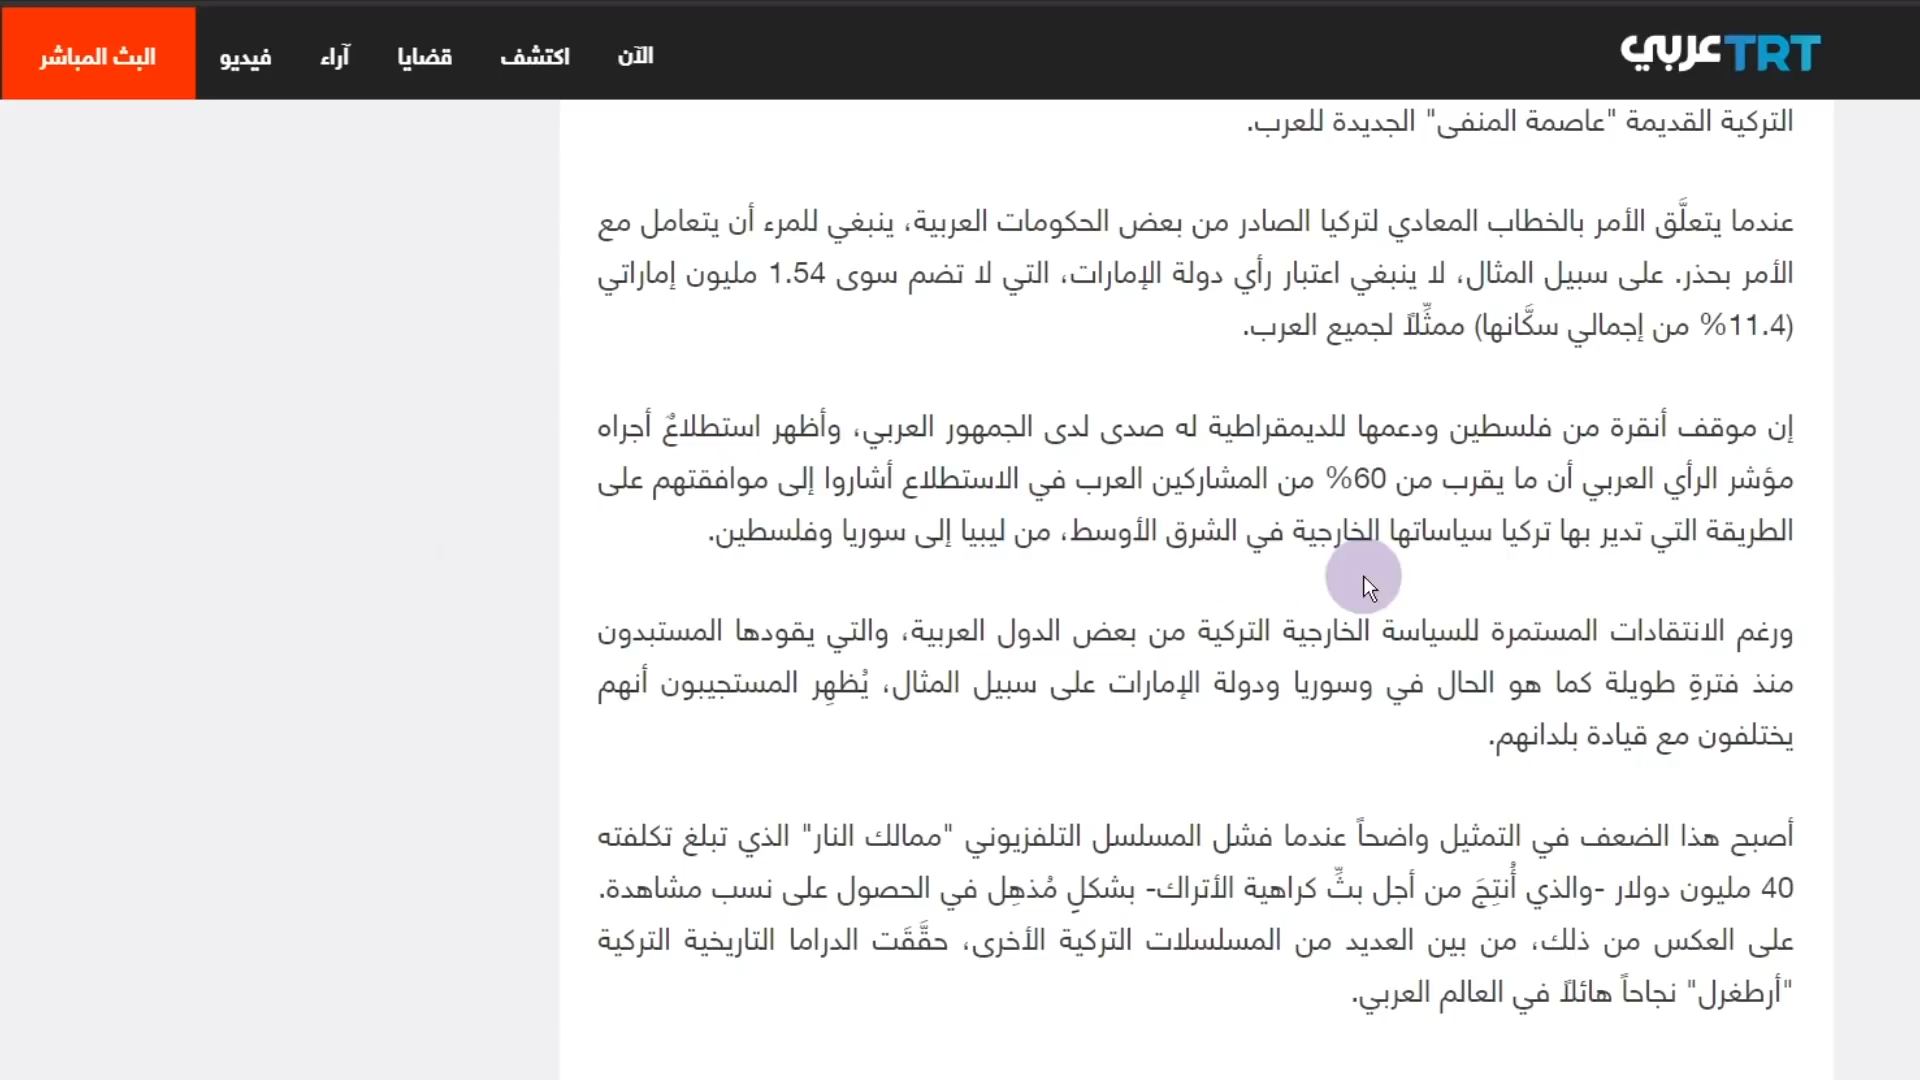 TRT عربي
الآن
اكتشف
قضايا
آراء
فيديو
البث المباشر
التركية القديمة "عاصمة المنفى" الجديدة للعرب.
عندما يتعلَّق الأمر بالخطاب المعادي لتركيا الصادر من بعض الحكومات العربية، ينبغي للمرء أن يتعامل مع
الأمر بحذر. على سبيل المثال، لا ينبغي اعتبار رأي دولة الإمارات، التي لا تضم سوى 1.54 مليون إماراتي
(11.4% من إجمالي سكَّانها) ممثِّلاً لجميع العرب.
إن موقف أنقرة من فلسطين ودعمها للديمقراطية له صدى لدى الجمهور العربي، وأظهر استطلاعٌ أجراه
مؤشر الرأي العربي أن ما يقرب من 60% من المشاركين العرب في الاستطلاع أشاروا إلى موافقتهم على
الطريقة التي تدير بها تركيا سياساتها الخارجية في الشرق الأوسط، من ليبيا إلى سوريا وفلسطين.
ورغم الانتقادات المستمرة للسياسة الخارجية التركية من بعض الدول العربية، والتي يقودها المستبدون
منذ فترةٍ طويلة كما هو الحال في وسوريا ودولة الإمارات على سبيل المثال، يُظهِر المستجيبون أنهم
يختلفون مع قيادة بلدانهم.
أصبح هذا الضعف في التمثيل واضحاً عندما فشل المسلسل التلفزيوني "ممالك النار" الذي تبلغ تكلفته
40 مليون دولار -والذي أُنتِجَ من أجل بثِّ كراهية الأتراك- بشكلٍ مُذهِل في الحصول على نسب مشاهدة.
على العكس من ذلك، من بين العديد من المسلسلات التركية الأخرى، حقَّقَت الدراما التاريخية التركية
"أرطغرل" نجاحاً هائلاً في العالم العربي.